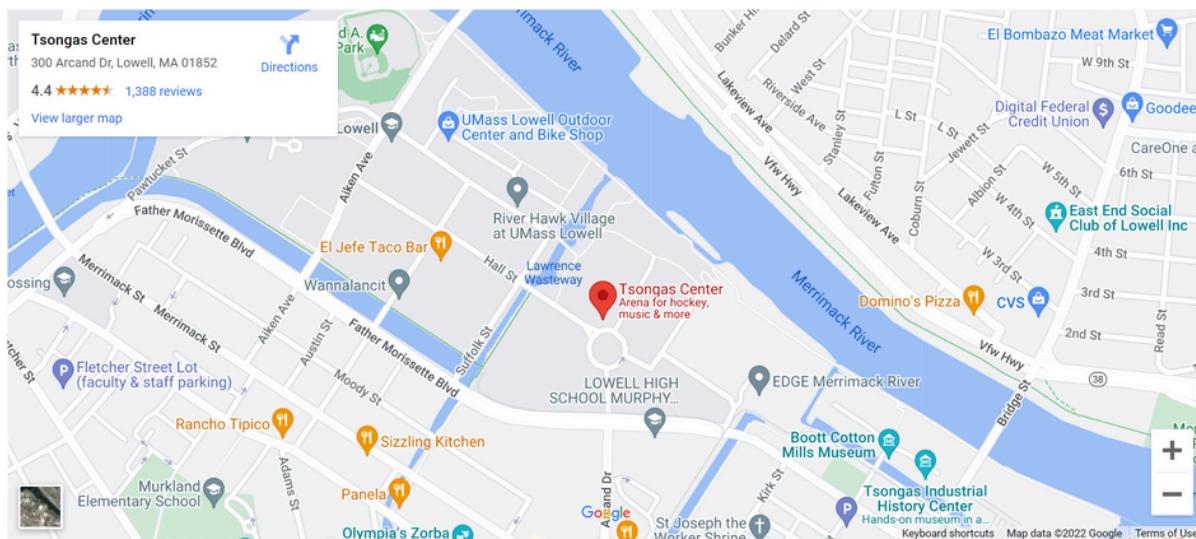 Tsongas Center
300 Arcand Dr, Lowell, MA 01852
4.4
1,388 reviews
View larger map
Directions
d A.
Park
Lowell
UMass Lowell Outdoor
Center and Bike Shop
Merrimack River
Bunker Hill
Delard St
West St
Riverside Ave
Lakeview Ave
Vfw Hwy
Stanley St
Fulton St
L St
L St
Jewett St
Coburn St
Albion St
El Bombazo Meat Market
W 9th St
Digital Federal
Credit Union
Goodee
CareOne a
6th St
W 5th St
W 4th St
East End Social
Club of Lowell Inc
4th St
W 3rd St
3rd St
2nd St
Read St
Lakeview Ave
Pawtucket St
Aiken Ave
Father Morissette Blvd
River Hawk Village
at UMass Lowell
El Jefe Taco Bar
Hall St
Lawrence
Wasteway
Wannalancit
Tsongas Center
Arena for hockey,
music & more
Merrimack River
Domino's Pizza
CVS
Vfw Hwy
38
Bridge St
ossing
Merrimack St
Merrimack St
Aiken Ave
Austin St
Father Morissette Blvd
Suffolk St
Moody St
Fletcher Street Lot
(faculty & staff parking)
LOWELL HIGH
SCHOOL MURPHY...
EDGE Merrimack River
Rancho Tipico
Sizzling Kitchen
Boott Cotton
Mills Museum
Murkland
Elementary School
Adams St
Panela
Arcand Dr
Kirk St
Tsongas Industrial
History Center
Hands-on museum in a...
Olympia's Zorba
Google
St Joseph the
Worker Shrine
Keyboard shortcuts
Map data ©2022 Google
Terms of Use